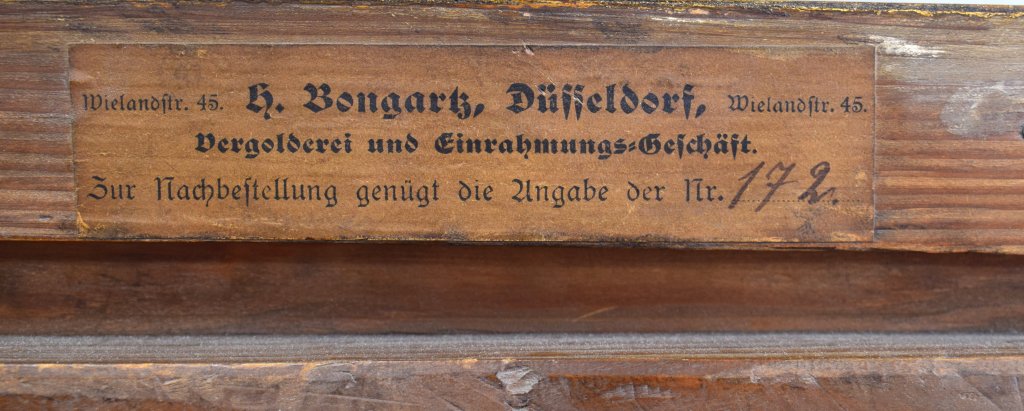 Wielandstr. 45. H. Bongartz, Düsseldorf, Wielandstr. 45.
Vergolderei und Einrahmungs-Geschäft.
Zur Nachbestellung genügt die Angabe der Nr. 172.